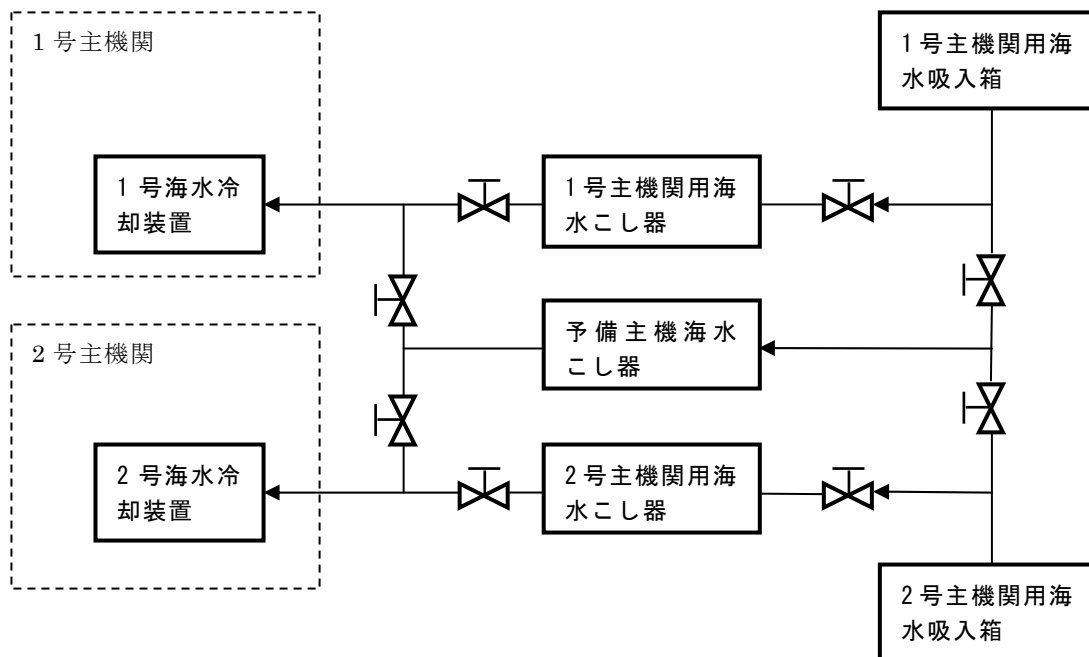 1号主機関
1号主機関用海
水吸入箱
1号海水冷
却装置
1号主機関用海
水こし器
予備主機海水
こし器
2号主機関
2号海水冷
却装置
2号主機関用海
水こし器
2号主機関用海
水吸入箱